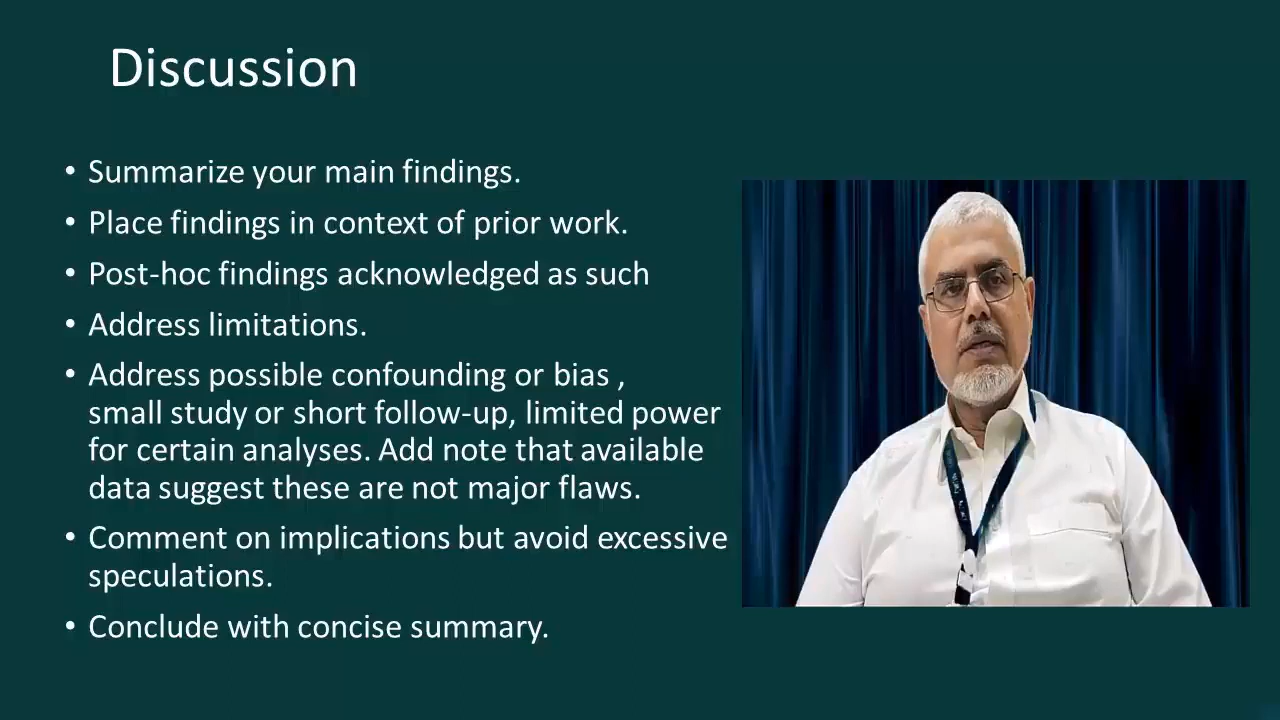 Discussion
• Summarize your main findings.
• Place findings in context of prior work.
• Post-hoc findings acknowledged as such
• Address limitations.
• Address possible confounding or bias ,
small study or short follow-up, limited power
for certain analyses. Add note that available
data suggest these are not major flaws.
• Comment on implications but avoid excessive
speculations.
• Conclude with concise summary.